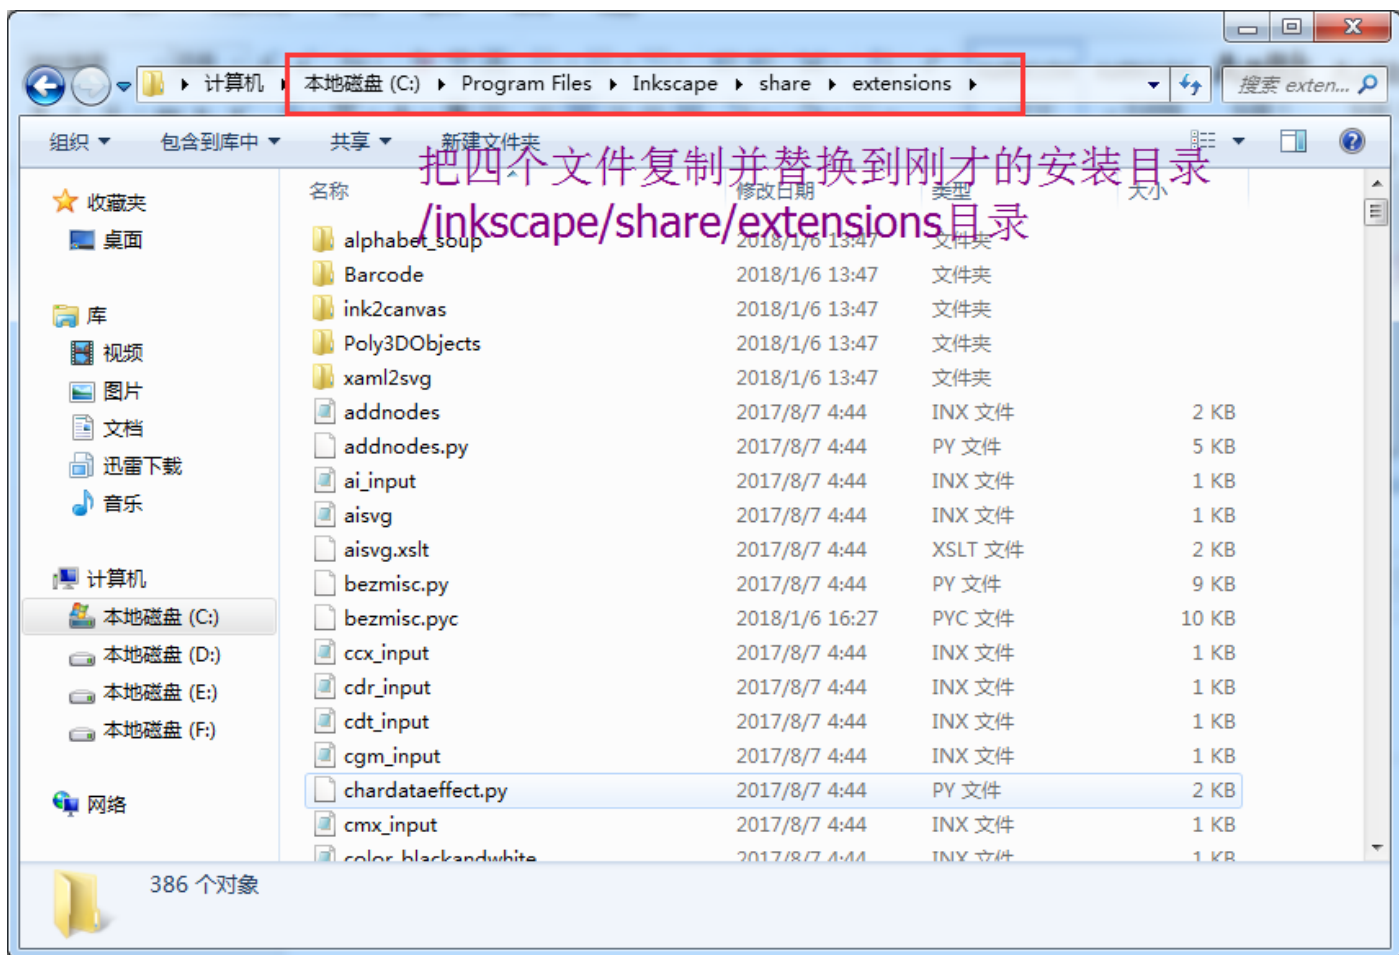 计算机 本地磁盘 (C:) Program Files Inkscape share extensions 搜索 exten...
组织 包含到库中 共享 新建文件夹
把四个文件复制并替换到刚才的安装目录
/inkscape/share/extensions目录
名称 修改日期 类型 大小
收藏夹
桌面
库
视频
图片
文档
迅雷下载
音乐
计算机
本地磁盘 (C:)
本地磁盘 (D:)
本地磁盘 (E:)
本地磁盘 (F:)
网络
alphabet_soup 2018/1/6 13:47 文件夹
Barcode 2018/1/6 13:47 文件夹
ink2canvas 2018/1/6 13:47 文件夹
Poly3DObjects 2018/1/6 13:47 文件夹
xaml2svg 2018/1/6 13:47 文件夹
addnodes 2017/8/7 4:44 INX 文件 2 KB
addnodes.py 2017/8/7 4:44 PY 文件 5 KB
ai_input 2017/8/7 4:44 INX 文件 1 KB
aisvg 2017/8/7 4:44 INX 文件 1 KB
aisvg.xslt 2017/8/7 4:44 XSLT 文件 2 KB
bezmisc.py 2017/8/7 4:44 PY 文件 9 KB
bezmisc.pyc 2018/1/6 16:27 PYC 文件 10 KB
ccx_input 2017/8/7 4:44 INX 文件 1 KB
cdr_input 2017/8/7 4:44 INX 文件 1 KB
cdt_input 2017/8/7 4:44 INX 文件 1 KB
cgm_input 2017/8/7 4:44 INX 文件 1 KB
chardataeffect.py 2017/8/7 4:44 PY 文件 2 KB
cmx_input 2017/8/7 4:44 INX 文件 1 KB
color_blackandwhite 2017/8/7 4:44 INX 文件 1 KB
386 个对象